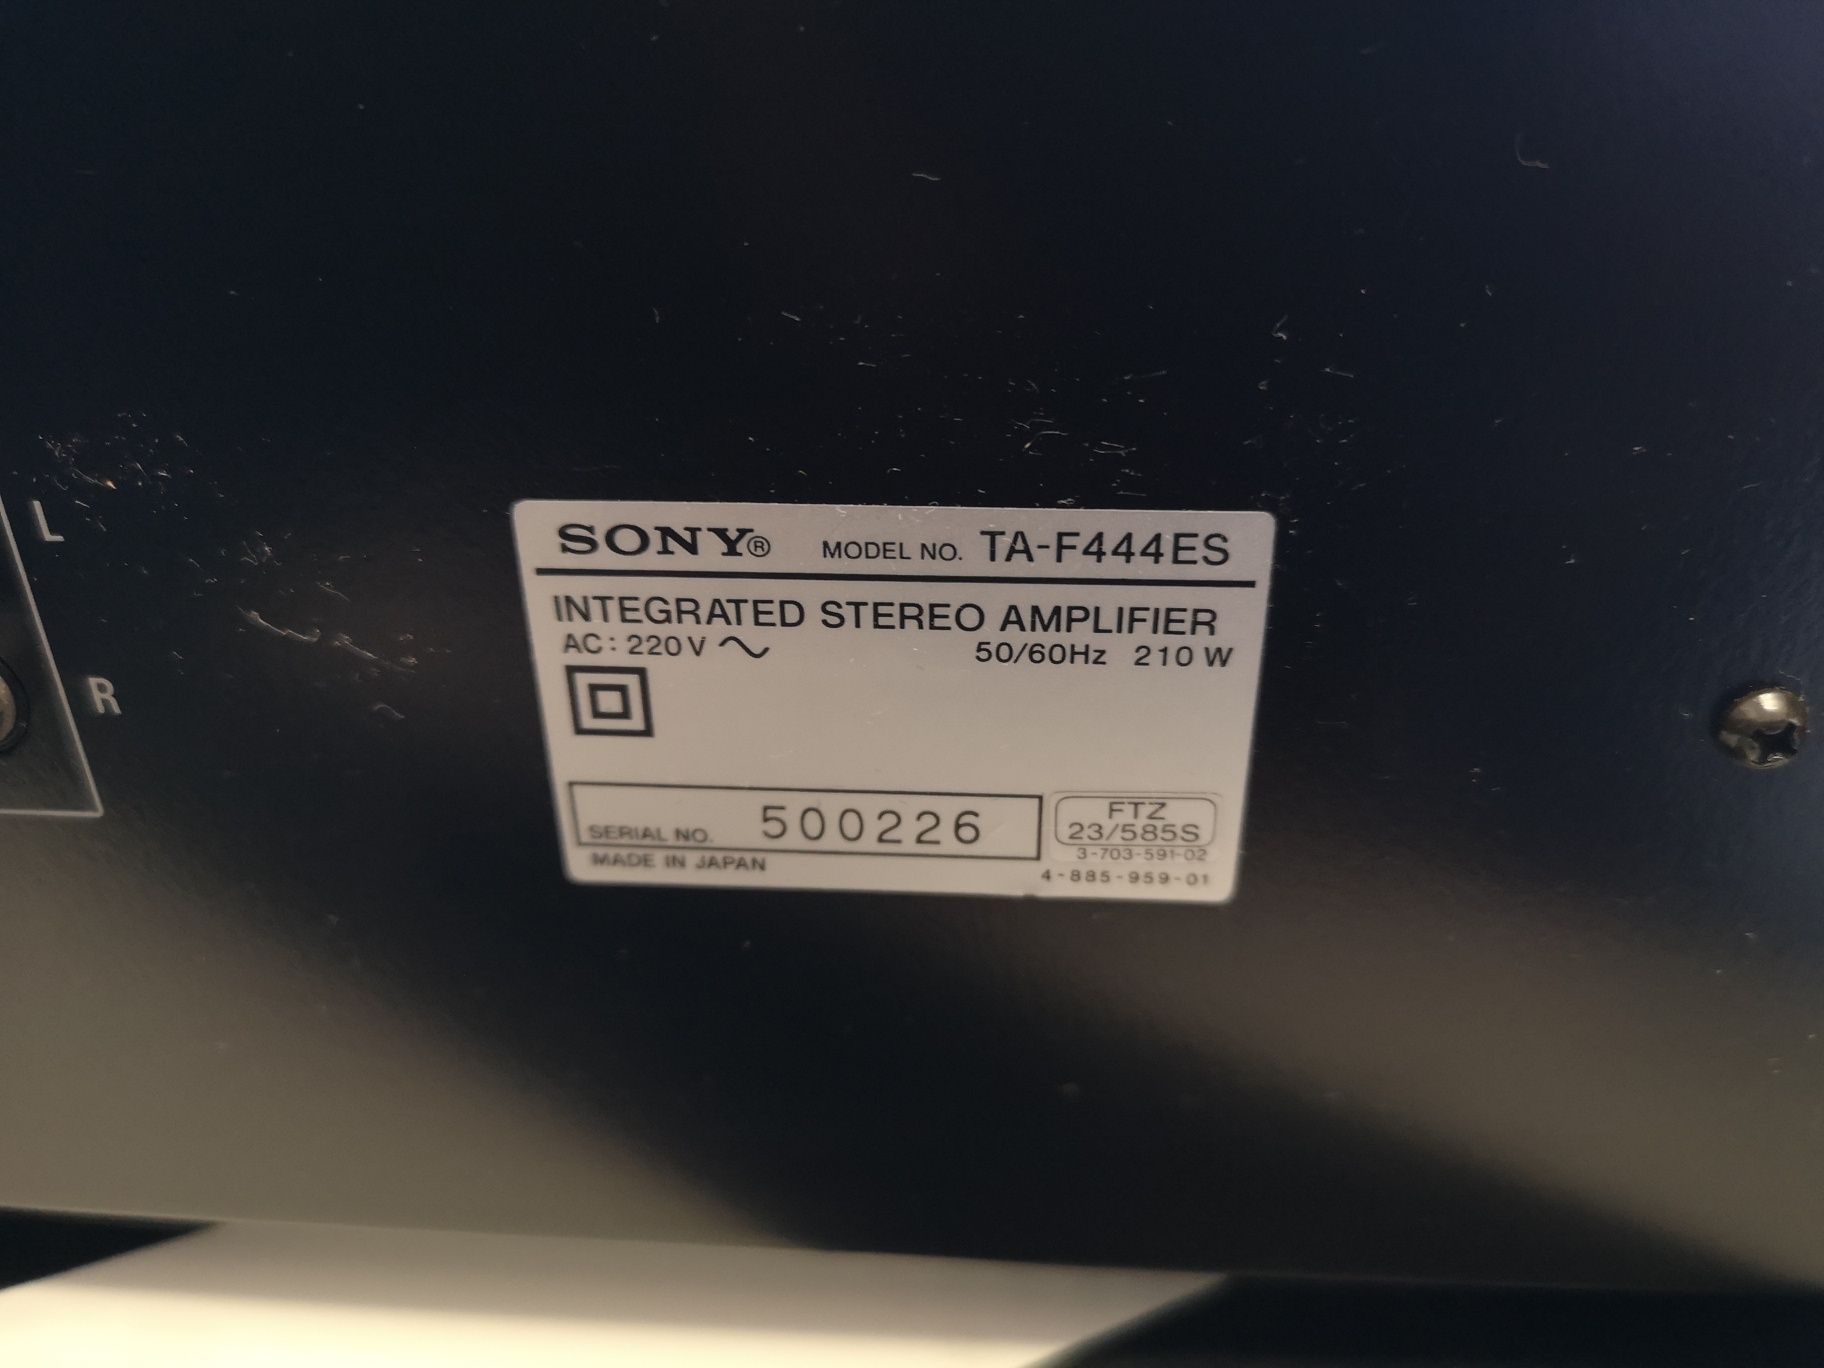 L
R
SONY® MODEL NO. TA-F444ES
INTEGRATED STEREO AMPLIFIER
AC: 220V ~ 50/60Hz 210 W
SERIAL NO. 500226
FTZ
23/585S
3-703-591-02
MADE IN JAPAN
4-885-959-01